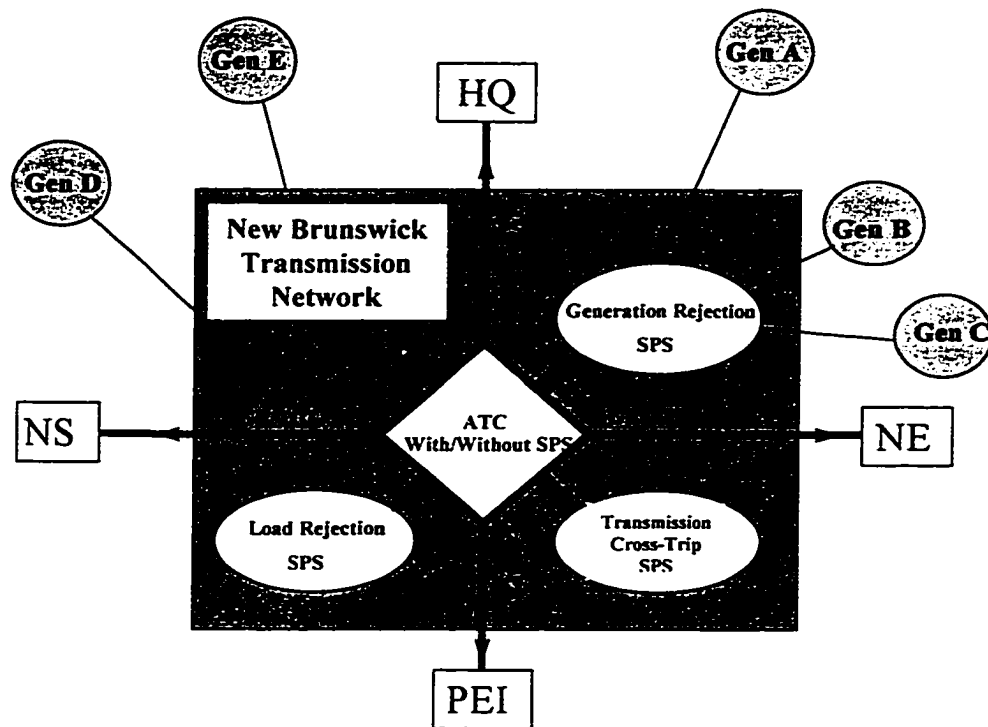 Gen E
Gen A
HQ
Gen D
New Brunswick
Transmission
Network
Gen B
Generation Rejection
SPS
Gen C
NS
ATC
With/Without SPS
NE
Load Rejection
SPS
Transmission
Cross-Trip
SPS
PEI